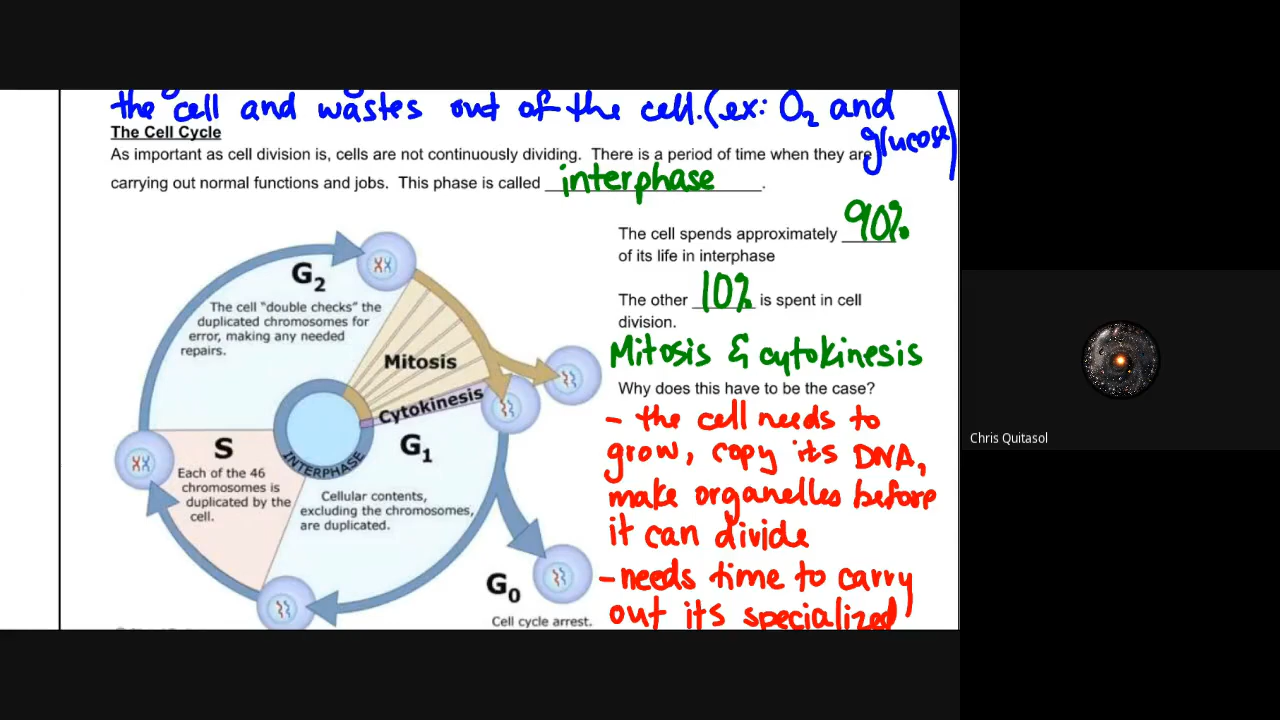 the cell and wastes out of the cell. (ex: O₂ and
glucose)
The Cell Cycle
As important as cell division is, cells are not continuously dividing. There is a period of time when they are
carrying out normal functions and jobs. This phase is called interphase.
The cell spends approximately 90%
of its life in interphase
The other 10% is spent in cell
division.
Mitosis & cytokinesis
Why does this have to be the case?
- the cell needs to
grow, copy its DNA,
make organelles before
it can divide
- needs time to carry
out its specialized
G₂
The cell "double checks" the
duplicated chromosomes for
error, making any needed
repairs.
Mitosis
Cytokinesis
S
Each of the 46
chromosomes is
duplicated by the
cell.
INTERPHASE
G₁
Cellular contents,
excluding the chromosomes,
are duplicated.
G₀
Cell cycle arrest.
Chris Quitasol